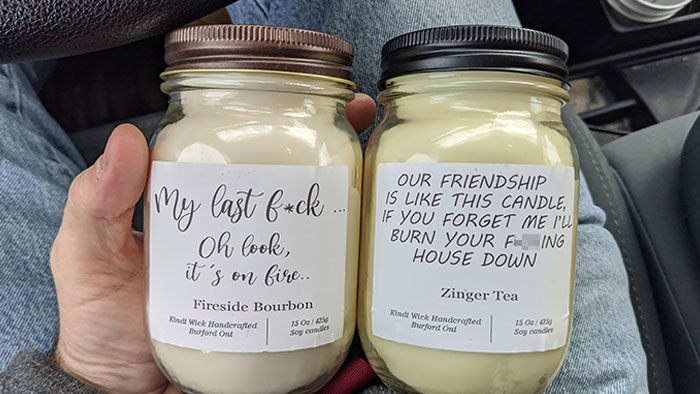 My last f*ck ...
Oh look,
it's on fire..
Fireside Bourbon
Kindl Wick Handcrafted
Burford Ont
15 Oz / 425g
Soy candles
OUR FRIENDSHIP
IS LIKE THIS CANDLE,
IF YOU FORGET ME I'LL
BURN YOUR F ING
HOUSE DOWN
Zinger Tea
Kindl Wick Handcrafted
Burford Ont
15 Oz / 425g
Soy candles